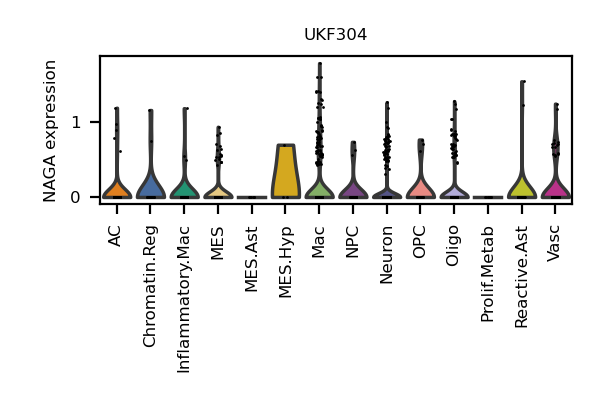 UKF304
NAGA expression
1
0
AC
Chromatin.Reg
Inflammatory.Mac
MES
MES.Ast
MES.Hyp
Mac
NPC
Neuron
OPC
Oligo
Prolif.Metab
Reactive.Ast
Vasc